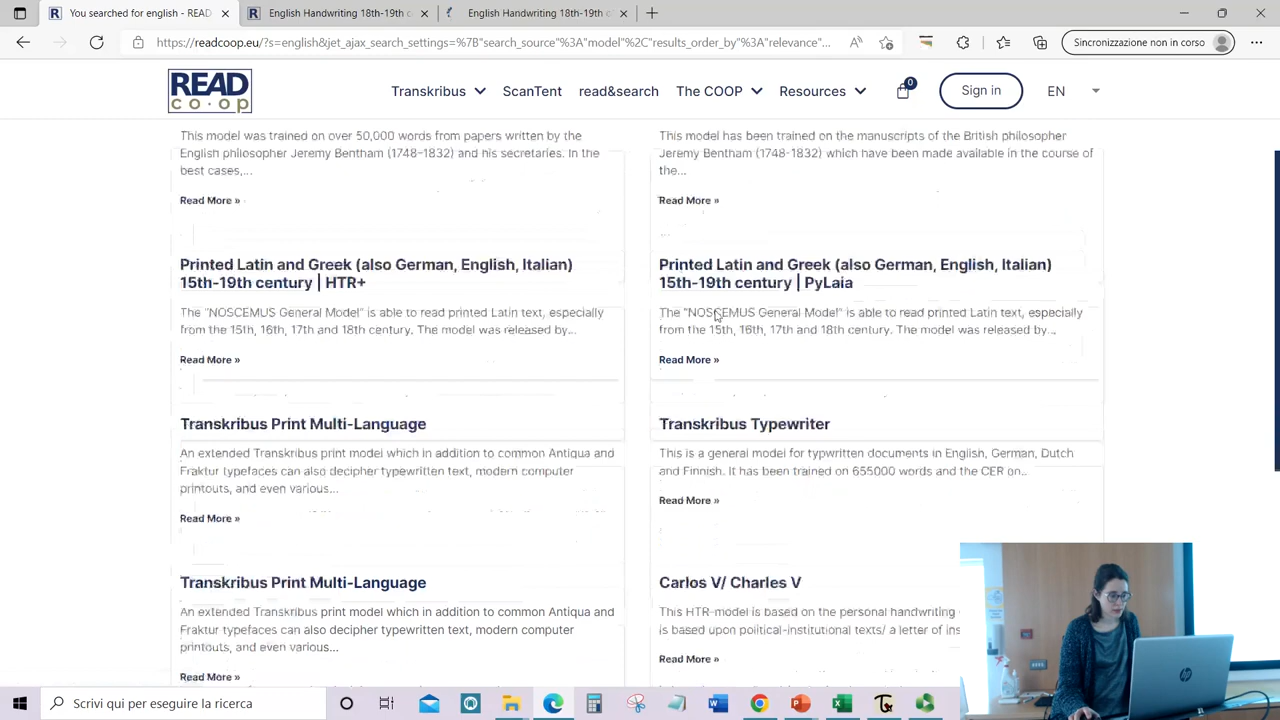 You searched for english - READ
English Handwriting 18th-19th c
English Handwriting 18th-19th c
https://readcoop.eu/?s=english&jet_ajax_search_settings=%7B"search_source"%3A"model"%2C"results_order_by"%3A"relevance"...
Sincronizzazione non in corso
READ
co·op
Transkribus
ScanTent
read&search
The COOP
Resources
0
Sign in
EN
This model was trained on over 50,000 words from papers written by the
English philosopher Jeremy Bentham (1748–1832) and his secretaries. In the
best cases,...
Read More »
This model has been trained on the manuscripts of the British philosopher
Jeremy Bentham (1748-1832) which have been made available in the course of
the...
Read More »
Printed Latin and Greek (also German, English, Italian)
15th-19th century | HTR+
The "NOSCEMUS General Model" is able to read printed Latin text, especially
from the 15th, 16th, 17th and 18th century. The model was released by...
Read More »
Printed Latin and Greek (also German, English, Italian)
15th-19th century | PyLaia
The "NOSCEMUS General Model" is able to read printed Latin text, especially
from the 15th, 16th, 17th and 18th century. The model was released by...
Read More »
Transkribus Print Multi-Language
An extended Transkribus print model which in addition to common Antiqua and
Fraktur typefaces can also decipher typewritten text, modern computer
printouts, and even various...
Read More »
Transkribus Typewriter
This is a general model for typwritten documents in English, German, Dutch
and Finnish. It has been trained on 655000 words and the CER on...
Read More »
Transkribus Print Multi-Language
An extended Transkribus print model which in addition to common Antiqua and
Fraktur typefaces can also decipher typewritten text, modern computer
printouts, and even various...
Read More »
Carlos V/ Charles V
This HTR-model is based on the personal handwriting
is based upon political-institutional texts/ a letter of ins
Read More »
Scrivi qui per eseguire la ricerca